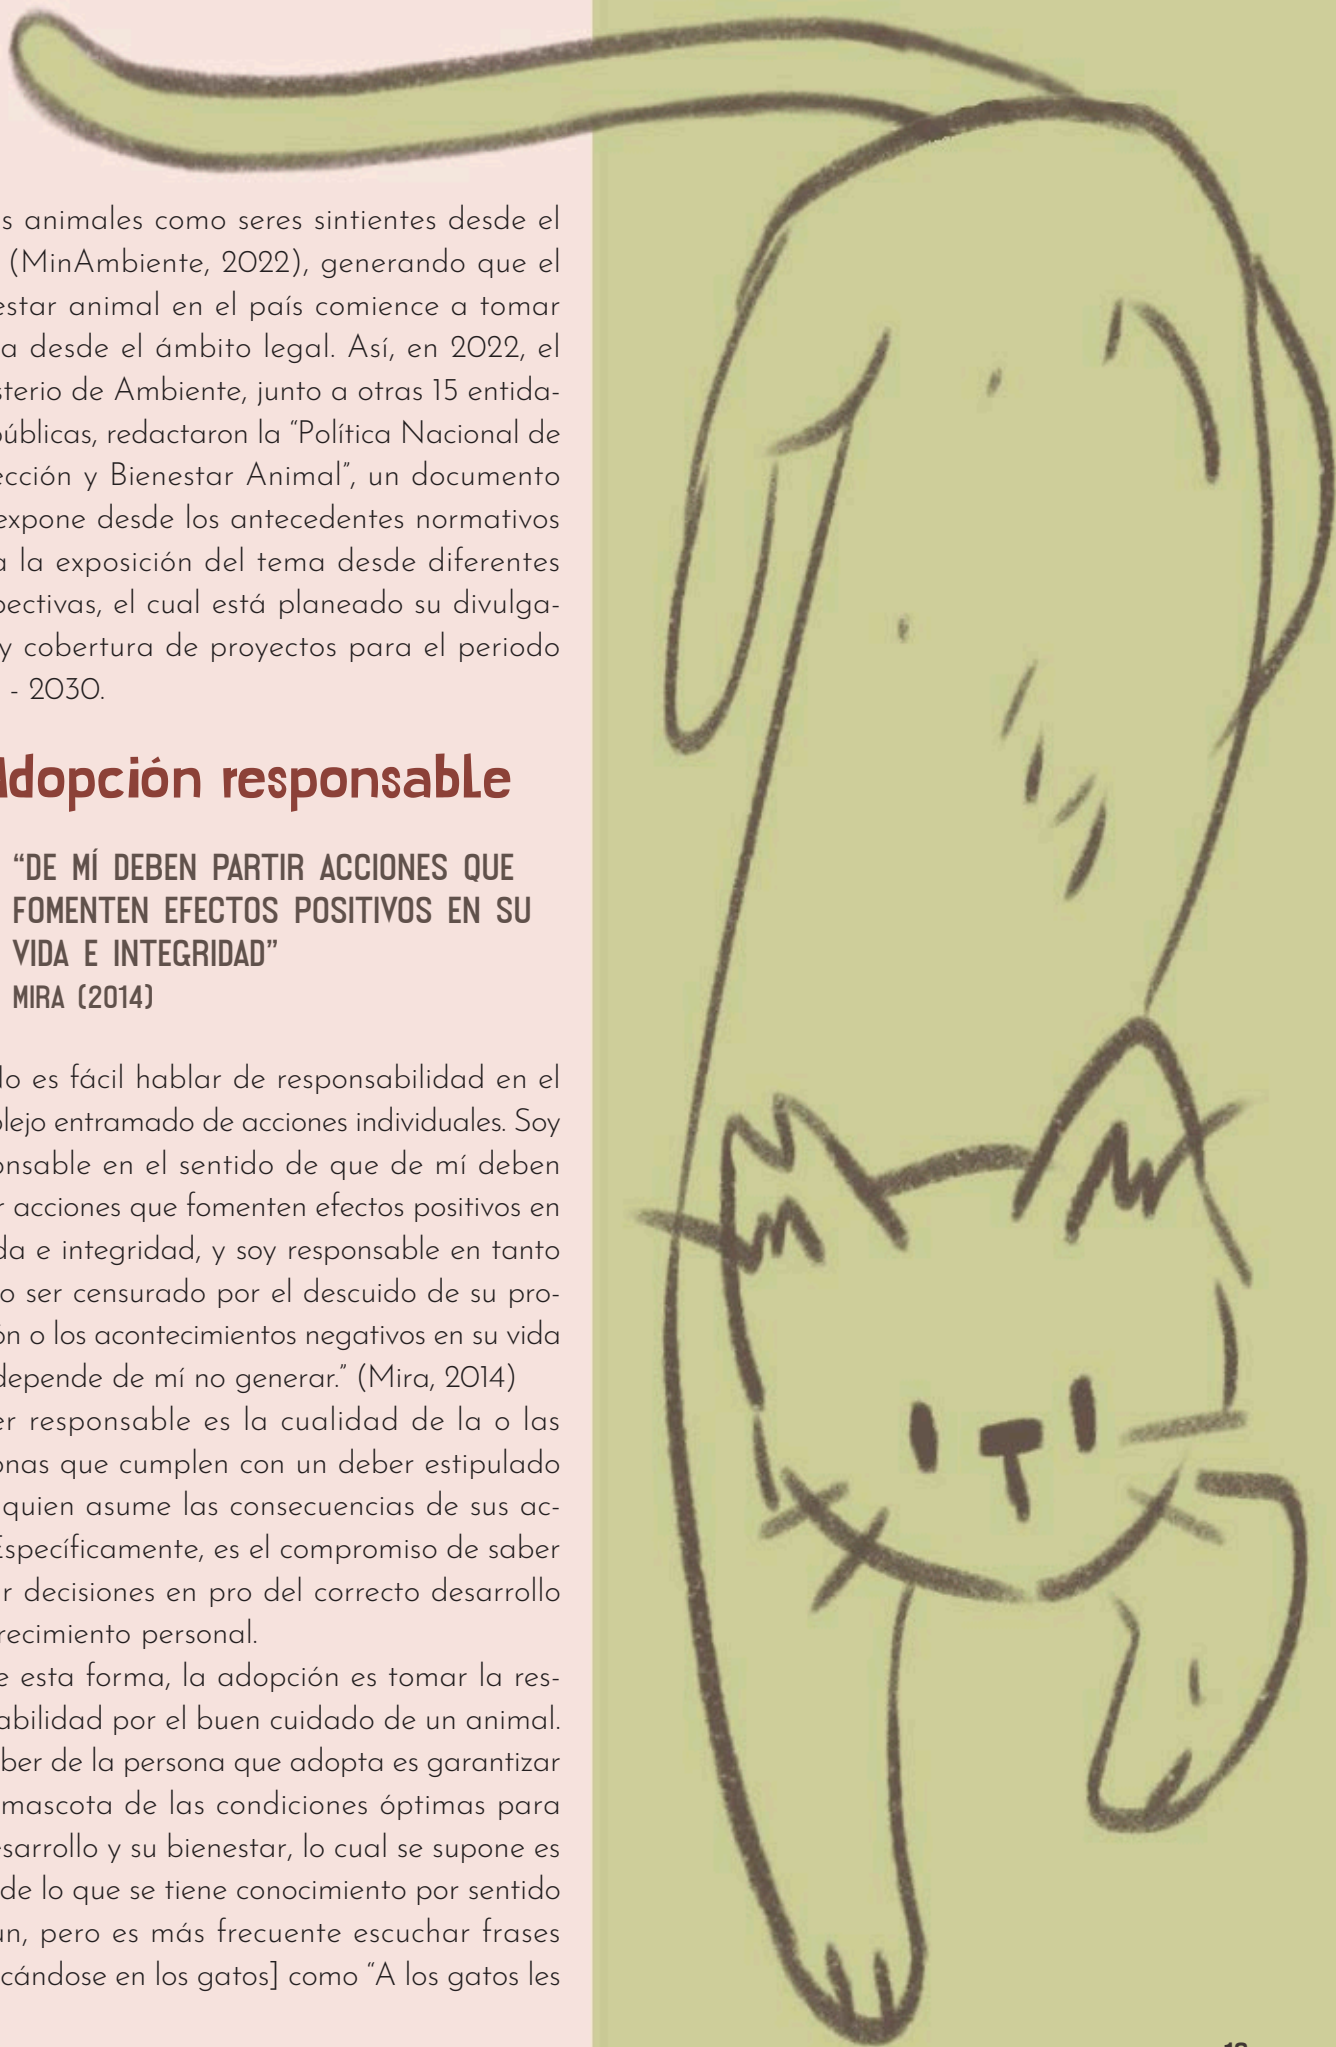 s animales como seres sintientes desde el
(MinAmbiente, 2022), generando que el
estar animal en el país comience a tomar
a desde el ámbito legal. Así, en 2022, el
sterio de Ambiente, junto a otras 15 entida-
públicas, redactaron la “Política Nacional de
ección y Bienestar Animal”, un documento
expone desde los antecedentes normativos
a la exposición del tema desde diferentes
pectivas, el cual está planeado su divulga-
y cobertura de proyectos para el periodo
- 2030.
Adopción responsable
“DE MÍ DEBEN PARTIR ACCIONES QUE
FOMENTEN EFECTOS POSITIVOS EN SU
VIDA E INTEGRIDAD”
MIRA (2014)
No es fácil hablar de responsabilidad en el
plejo entramado de acciones individuales. Soy
onsable en el sentido de que de mí deben
r acciones que fomenten efectos positivos en
da e integridad, y soy responsable en tanto
o ser censurado por el descuido de su pro-
ón o los acontecimientos negativos en su vida
depende de mí no generar.” (Mira, 2014)
er responsable es la cualidad de la o las
onas que cumplen con un deber estipulado
quien asume las consecuencias de sus ac-
Específicamente, es el compromiso de saber
ar decisiones en pro del correcto desarrollo
recimiento personal.
e esta forma, la adopción es tomar la res-
abilidad por el buen cuidado de un animal.
ber de la persona que adopta es garantizar
mascota de las condiciones óptimas para
esarrollo y su bienestar, lo cual se supone es
de lo que se tiene conocimiento por sentido
un, pero es más frecuente escuchar frases
cándose en los gatos] como “A los gatos les